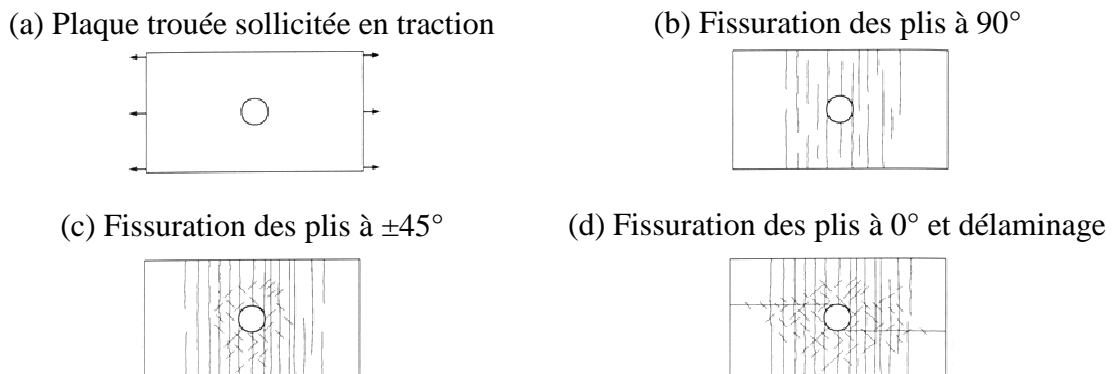 (a) Plaque trouée sollicitée en traction
(b) Fissuration des plis à 90°
(c) Fissuration des plis à ±45°
(d) Fissuration des plis à 0° et délaminage